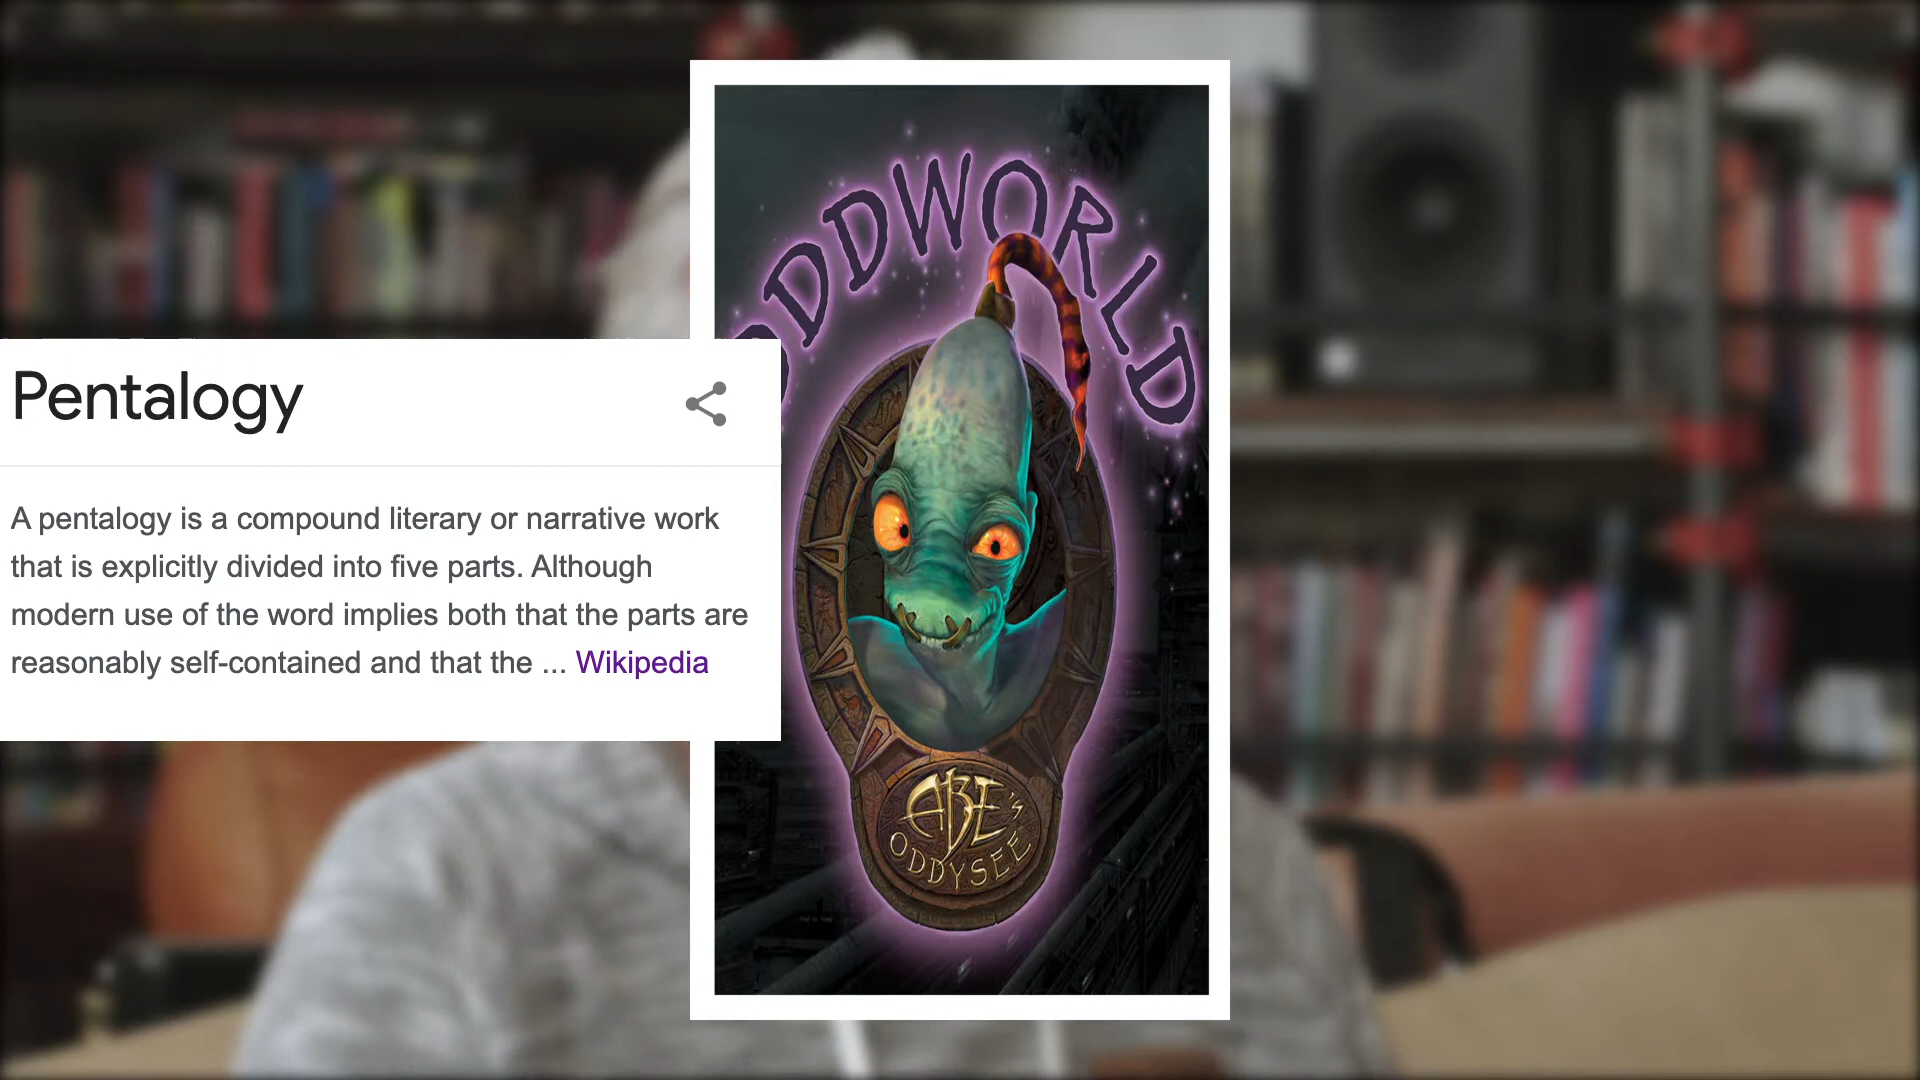 ODDWORLD
Pentalogy
A pentalogy is a compound literary or narrative work
that is explicitly divided into five parts. Although
modern use of the word implies both that the parts are
reasonably self-contained and that the ... Wikipedia
ABE's
ODDYSEE